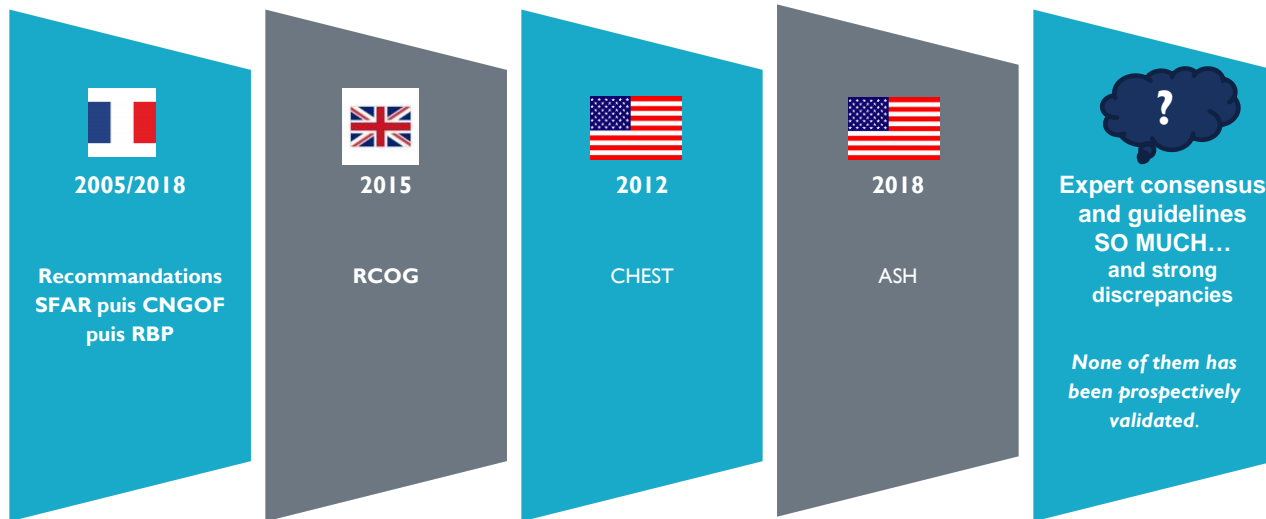 2005/2018
Recommandations
SFAR puis CNGOF
puis RBP
2015
RCOG
2012
CHEST
2018
ASH
?
Expert consensus
and guidelines
SO MUCH…
and strong
discrepancies
None of them has
been prospectively
validated.